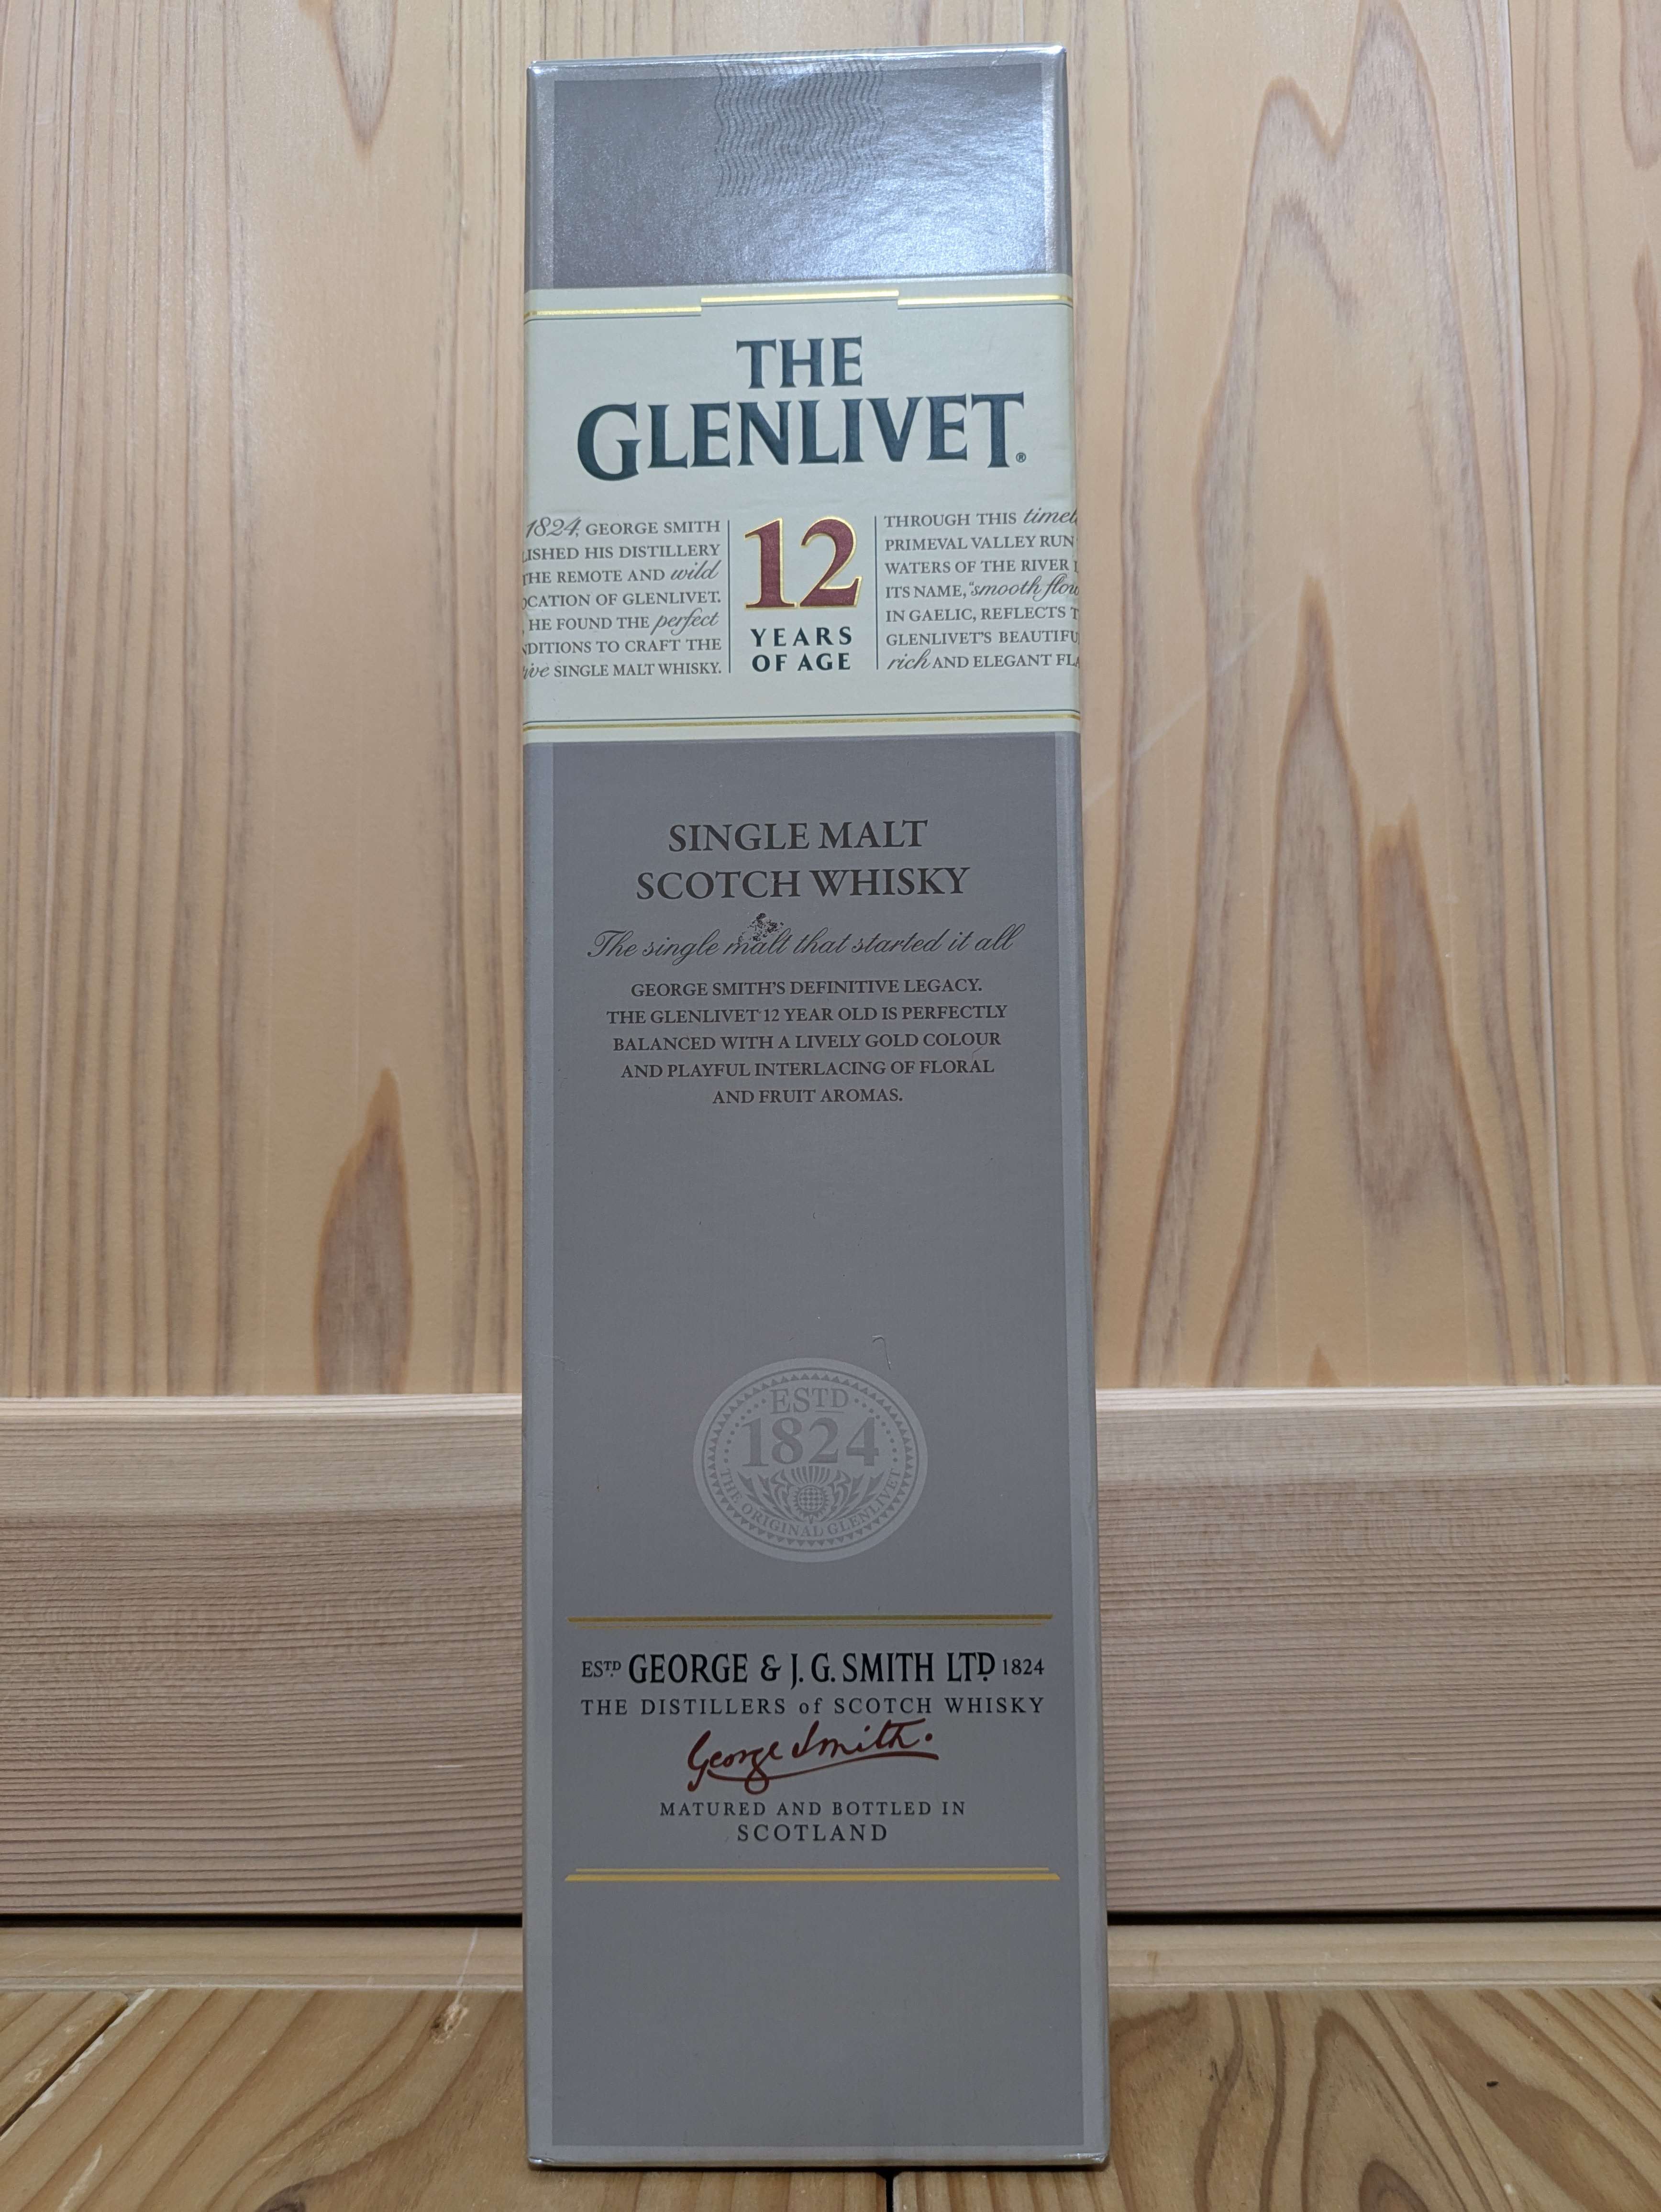 THE
GLENLIVET®
1824, GEORGE SMITH
LISHED HIS DISTILLERY
THE REMOTE AND wild
OCATION OF GLENLIVET.
HE FOUND THE perfect
NDITIONS TO CRAFT THE
tive SINGLE MALT WHISKY.
12
YEARS
OF AGE
THROUGH THIS timel
PRIMEVAL VALLEY RUN
WATERS OF THE RIVER
ITS NAME, "smooth flow
IN GAELIC, REFLECTS T
GLENLIVET'S BEAUTIFU
rich AND ELEGANT FLA
SINGLE MALT
SCOTCH WHISKY
The single malt that started it all
GEORGE SMITH'S DEFINITIVE LEGACY.
THE GLENLIVET 12 YEAR OLD IS PERFECTLY
BALANCED WITH A LIVELY GOLD COLOUR
AND PLAYFUL INTERLACING OF FLORAL
AND FRUIT AROMAS.
ESTD
1824
THE ORIGINAL GLENLIVET
ESTD GEORGE & J. G. SMITH LTD 1824
THE DISTILLERS of SCOTCH WHISKY
George Smith.
MATURED AND BOTTLED IN
SCOTLAND